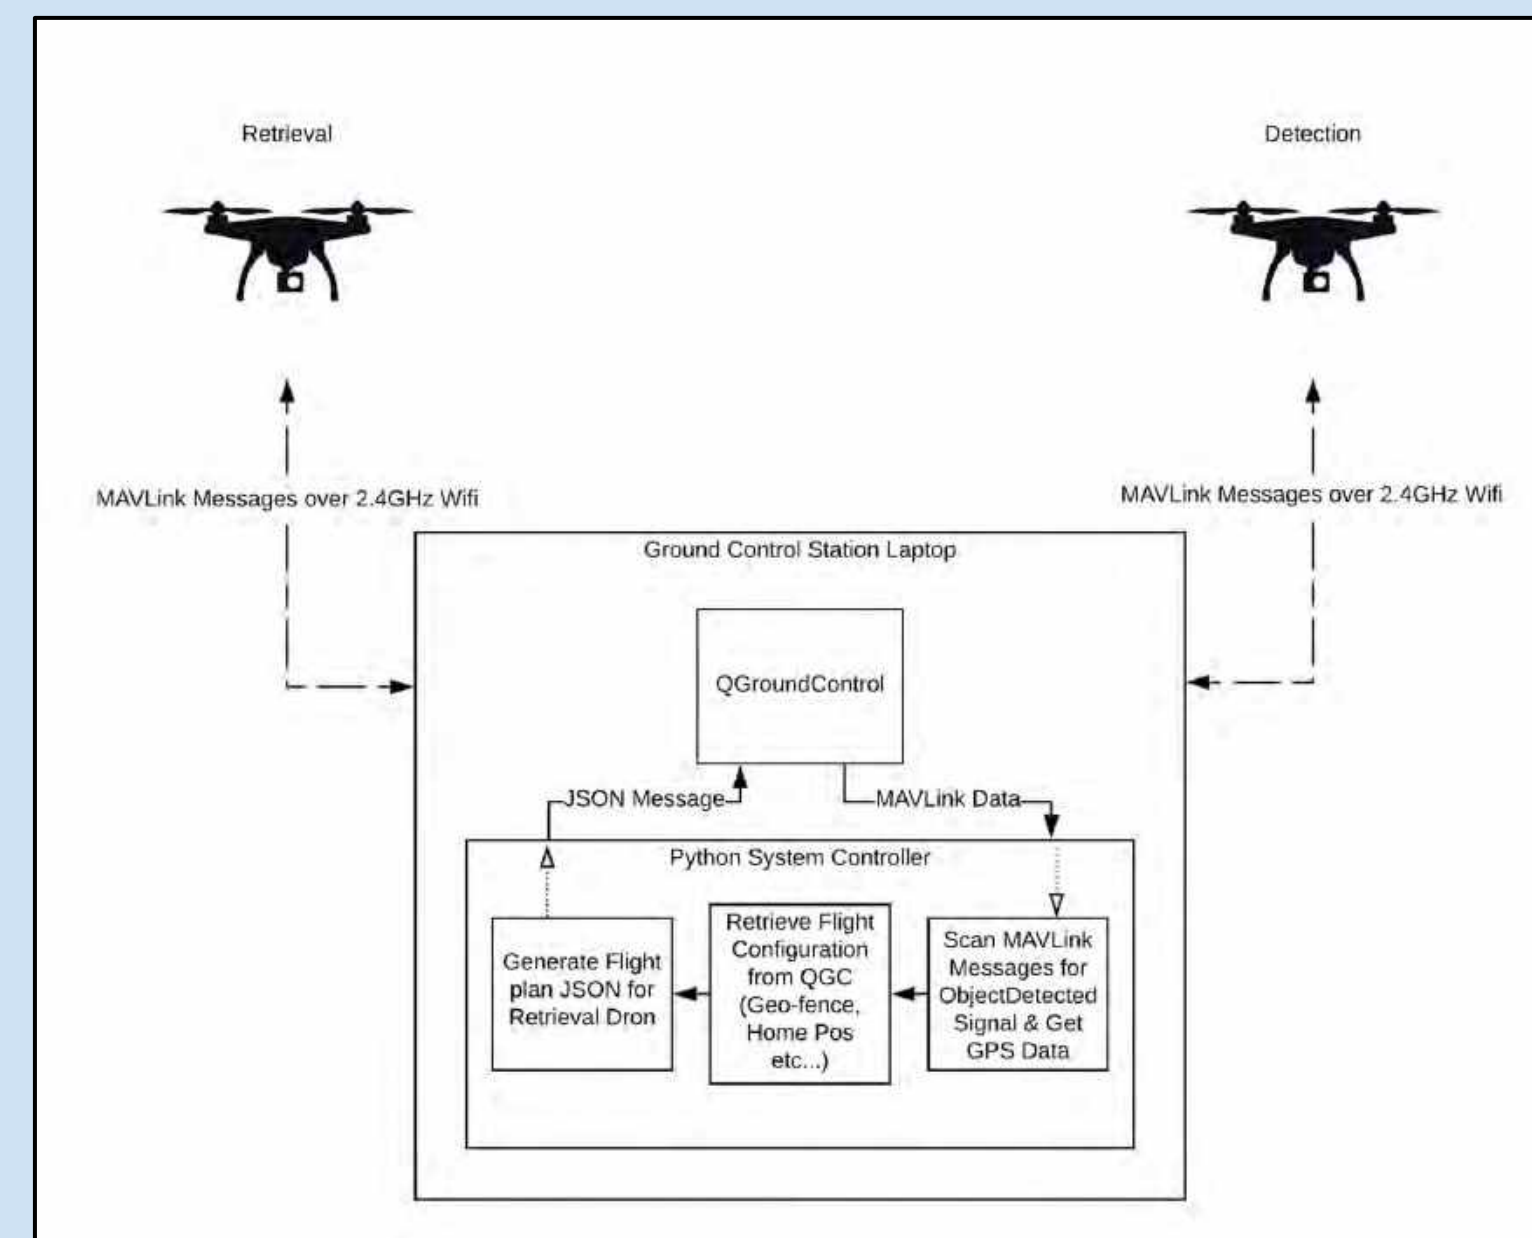 Retrieval
Detection
MAVLink Messages over 2.4GHz Wifi
MAVLink Messages over 2.4GHz Wifi
Ground Control Station Laptop
QGroundControl
JSON Message
MAVLink Data
Python System Controller
Generate Flight
plan JSON for
Retrieval Dron
Retrieve Flight
Configuration
from QGC
(Geo-fence,
Home Pos
etc...)
Scan MAVLink
Messages for
ObjectDetected
Signal & Get
GPS Data